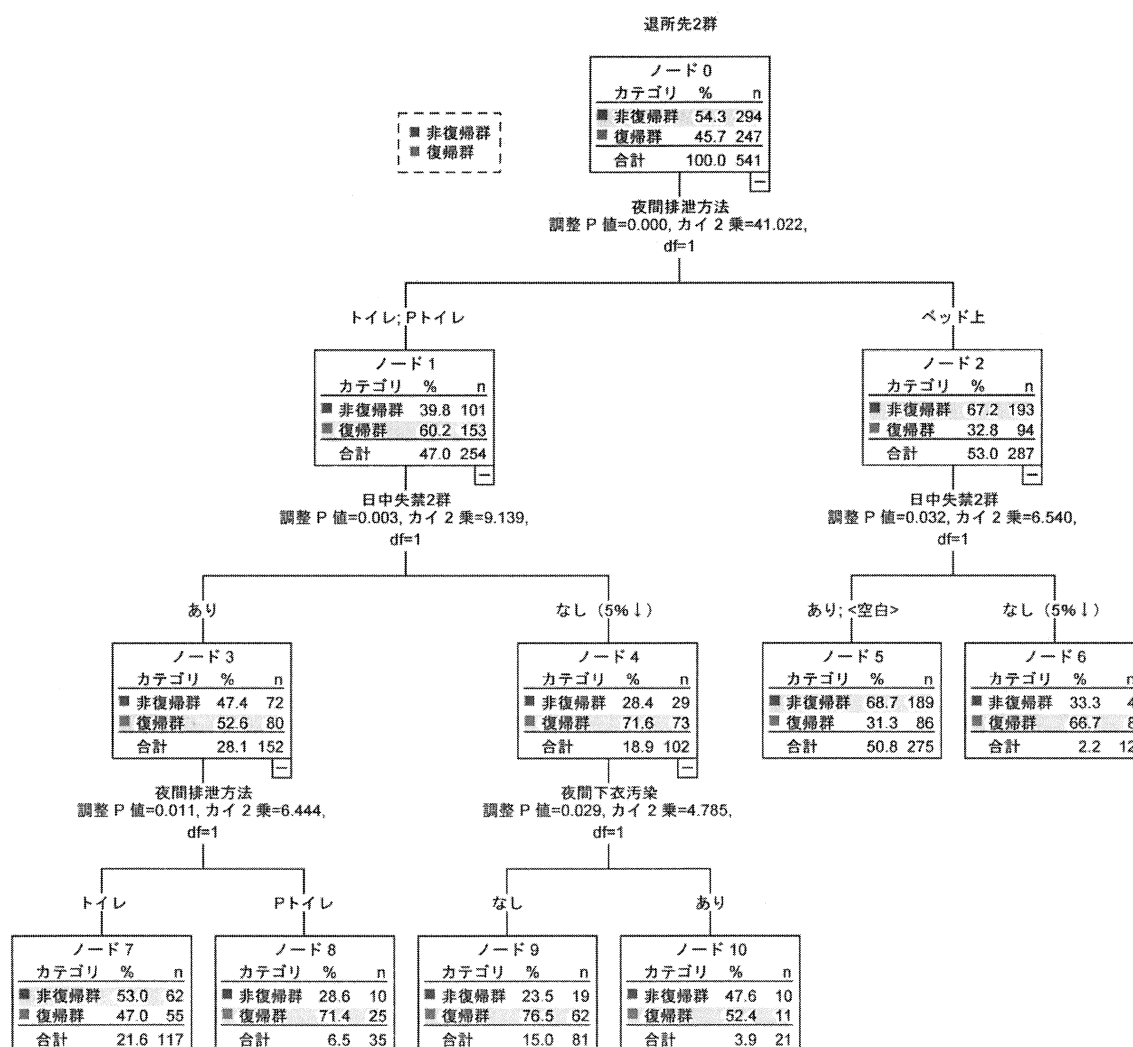 退所先2群
ノード 0
カテゴリ % n
非復帰群 54.3 294
復帰群 45.7 247
合計 100.0 541
非復帰群
復帰群
夜間排泄方法
調整 P 値=0.000, カイ 2 乗=41.022,
df=1
トイレ; Pトイレ
ベッド上
ノード 1
カテゴリ % n
非復帰群 39.8 101
復帰群 60.2 153
合計 47.0 254
ノード 2
カテゴリ % n
非復帰群 67.2 193
復帰群 32.8 94
合計 53.0 287
日中失禁2群
調整 P 値=0.003, カイ 2 乗=9.139,
df=1
日中失禁2群
調整 P 値=0.032, カイ 2 乗=6.540,
df=1
あり
なし (5%↓)
あり; <空白>
なし (5%↓)
ノード 3
カテゴリ % n
非復帰群 47.4 72
復帰群 52.6 80
合計 28.1 152
ノード 4
カテゴリ % n
非復帰群 28.4 29
復帰群 71.6 73
合計 18.9 102
ノード 5
カテゴリ % n
非復帰群 68.7 189
復帰群 31.3 86
合計 50.8 275
ノード 6
カテゴリ % n
非復帰群 33.3 4
復帰群 66.7 8
合計 2.2 12
夜間排泄方法
調整 P 値=0.011, カイ 2 乗=6.444,
df=1
夜間下衣汚染
調整 P 値=0.029, カイ 2 乗=4.785,
df=1
トイレ
Pトイレ
なし
あり
ノード 7
カテゴリ % n
非復帰群 53.0 62
復帰群 47.0 55
合計 21.6 117
ノード 8
カテゴリ % n
非復帰群 28.6 10
復帰群 71.4 25
合計 6.5 35
ノード 9
カテゴリ % n
非復帰群 23.5 19
復帰群 76.5 62
合計 15.0 81
ノード 10
カテゴリ % n
非復帰群 47.6 10
復帰群 52.4 11
合計 3.9 21